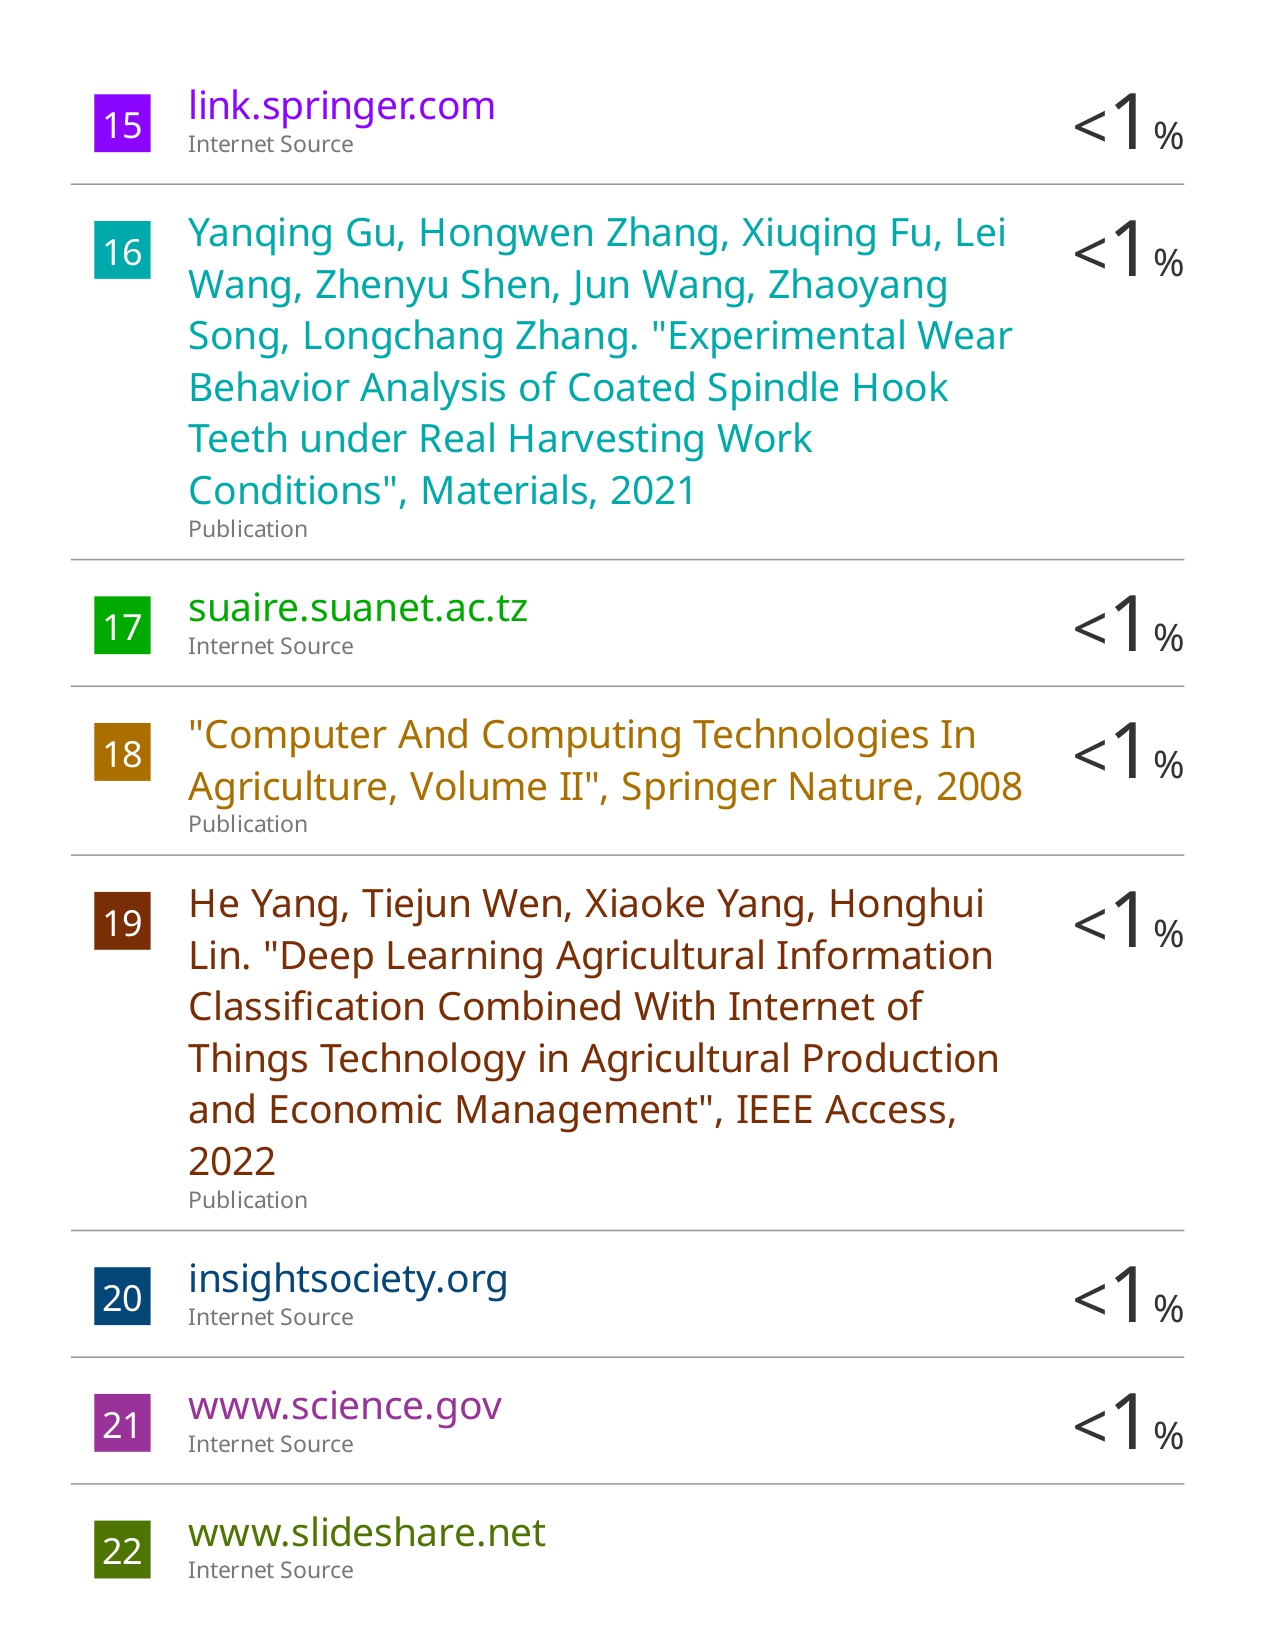 15 link.springer.com <1%
Internet Source
16 Yanqing Gu, Hongwen Zhang, Xiuqing Fu, Lei <1%
Wang, Zhenyu Shen, Jun Wang, Zhaoyang
Song, Longchang Zhang. "Experimental Wear
Behavior Analysis of Coated Spindle Hook
Teeth under Real Harvesting Work
Conditions", Materials, 2021
Publication
17 suaire.suanet.ac.tz <1%
Internet Source
18 "Computer And Computing Technologies In <1%
Agriculture, Volume II", Springer Nature, 2008
Publication
19 He Yang, Tiejun Wen, Xiaoke Yang, Honghui <1%
Lin. "Deep Learning Agricultural Information
Classification Combined With Internet of
Things Technology in Agricultural Production
and Economic Management", IEEE Access,
2022
Publication
20 insightsociety.org <1%
Internet Source
21 www.science.gov <1%
Internet Source
22 www.slideshare.net
Internet Source